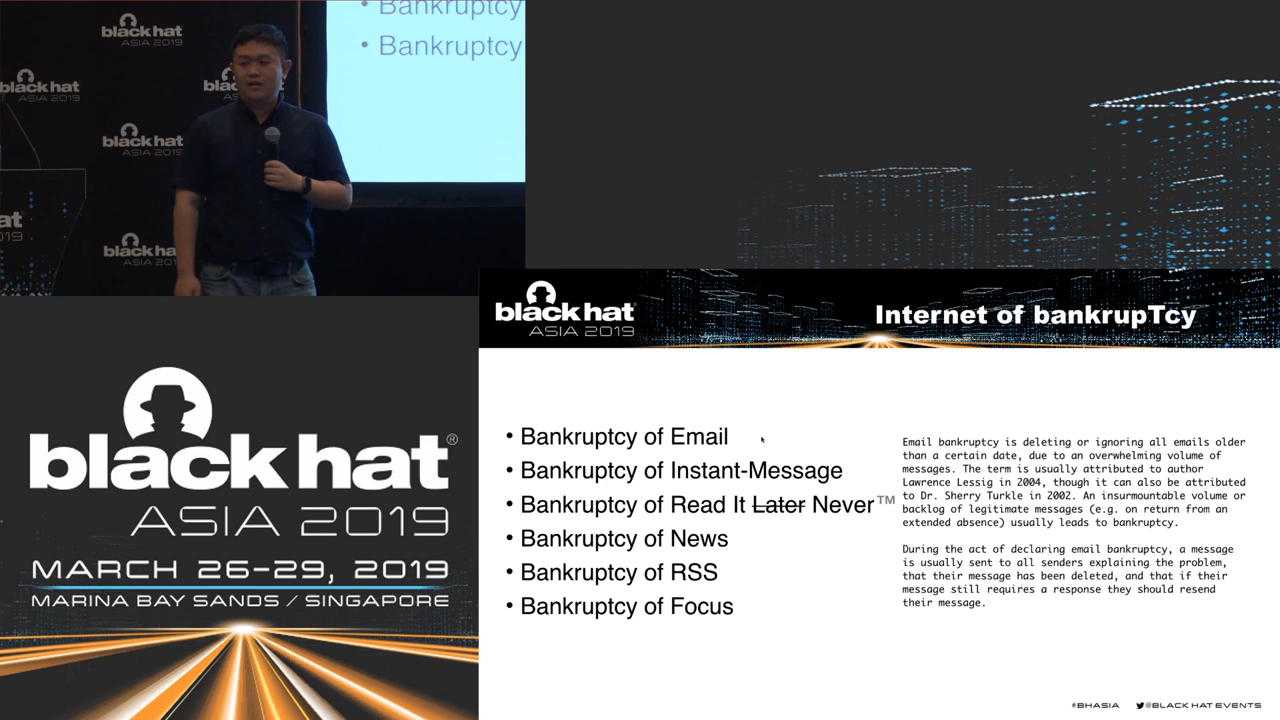 Bankruptcy
Bankruptcy
black hat
ASIA 2019
black hat
ASIA 2019
black hat
ASIA 2019
black hat
ASIA 2019
at
19
black hat
ASIA 2019
Internet of bankrupTcy
black hat®
ASIA 2019
MARCH 26-29, 2019
MARINA BAY SANDS / SINGAPORE
• Bankruptcy of Email
• Bankruptcy of Instant-Message
• Bankruptcy of Read It Later Never™
• Bankruptcy of News
• Bankruptcy of RSS
• Bankruptcy of Focus
Email bankruptcy is deleting or ignoring all emails older
than a certain date, due to an overwhelming volume of
messages. The term is usually attributed to author
Lawrence Lessig in 2004, though it can also be attributed
to Dr. Sherry Turkle in 2002. An insurmountable volume or
backlog of legitimate messages (e.g. on return from an
extended absence) usually leads to bankruptcy.
During the act of declaring email bankruptcy, a message
is usually sent to all senders explaining the problem,
that their message has been deleted, and that if their
message still requires a response they should resend
their message.
#BHASIA @BLACK HAT EVENTS